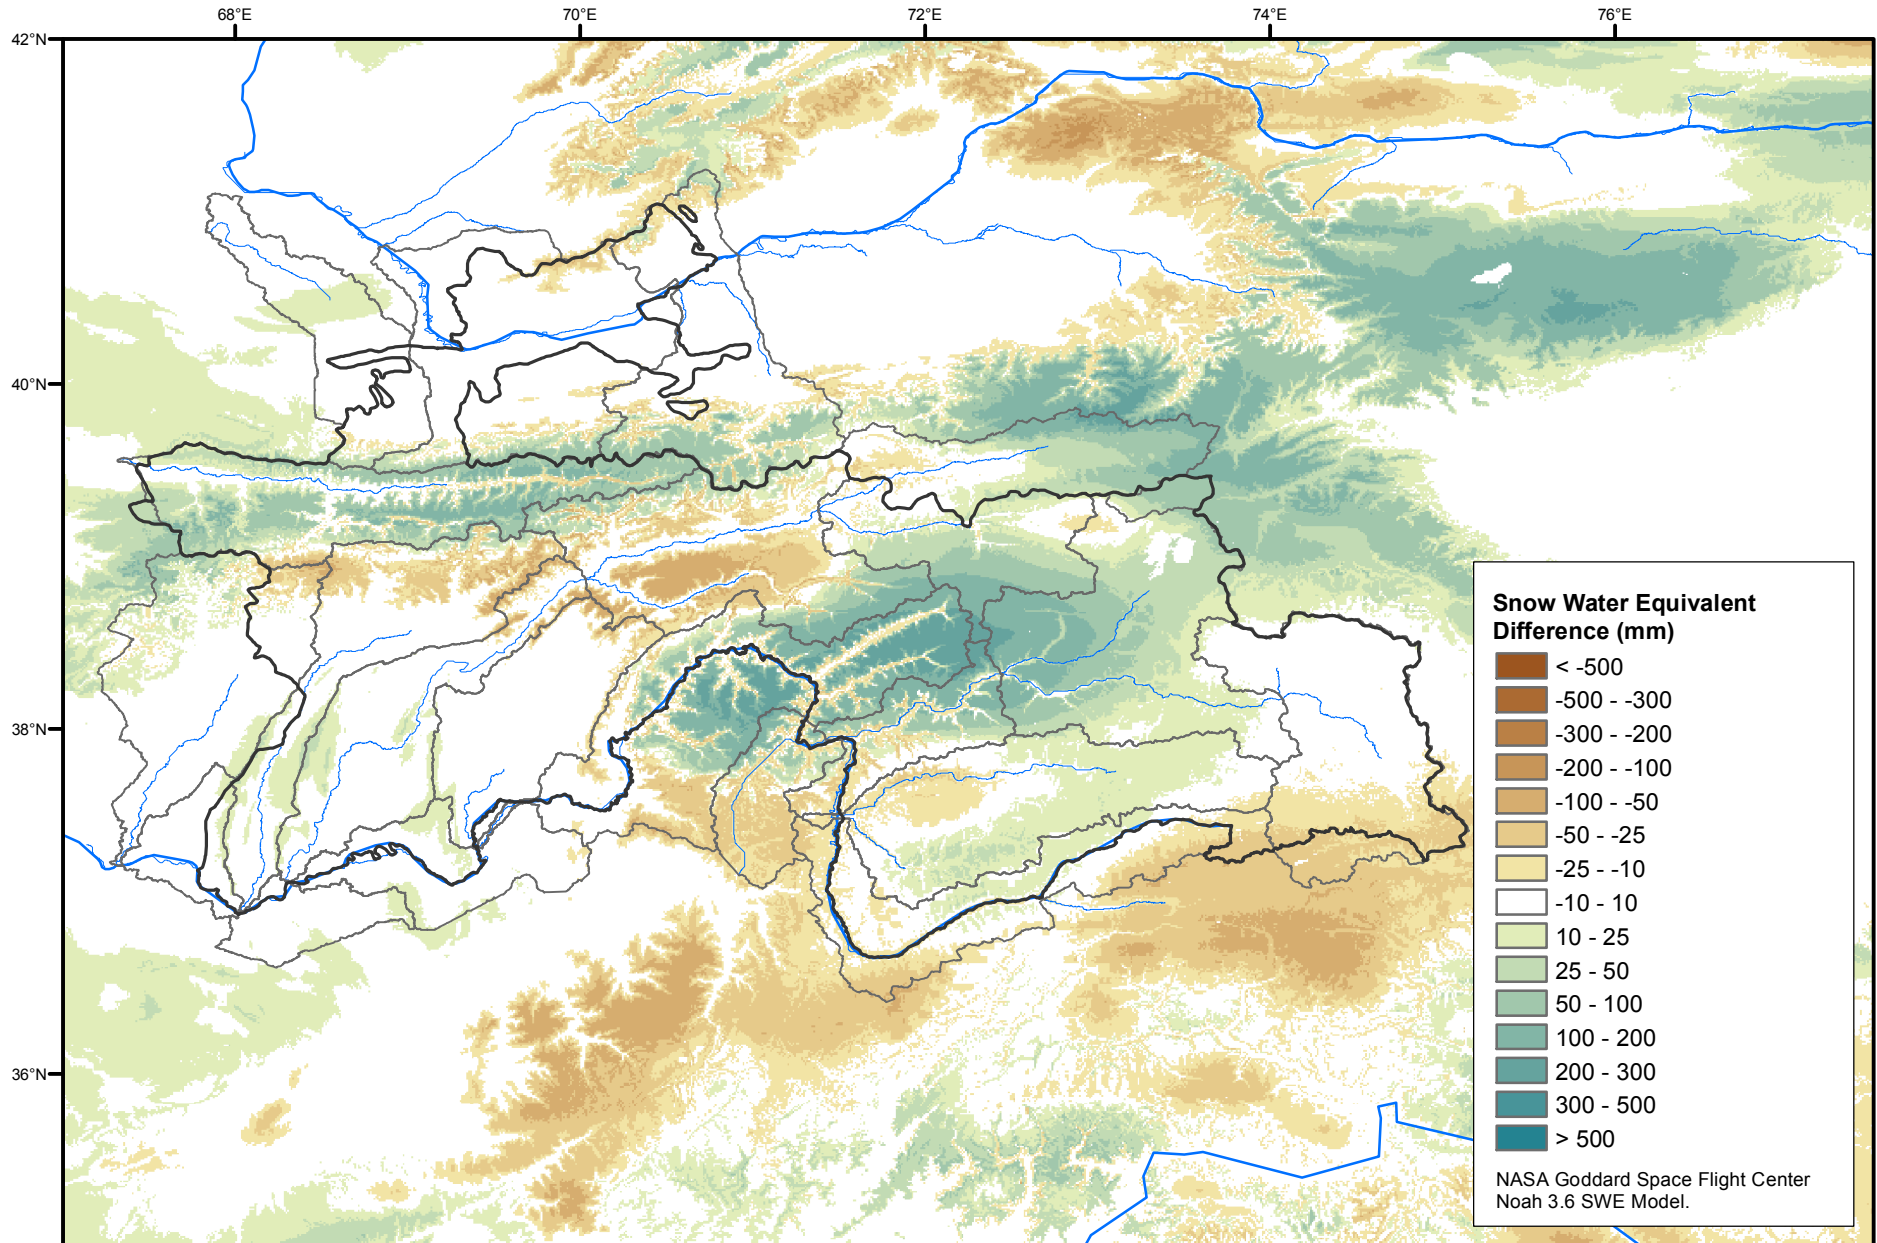 68°E 70°E 72°E 74°E 76°E
42°N
40°N
38°N
36°N
Snow Water Equivalent
Difference (mm)
< -500
-500 - -300
-300 - -200
-200 - -100
-100 - -50
-50 - -25
-25 - -10
-10 - 10
10 - 25
25 - 50
50 - 100
100 - 200
200 - 300
300 - 500
> 500
NASA Goddard Space Flight Center
Noah 3.6 SWE Model.